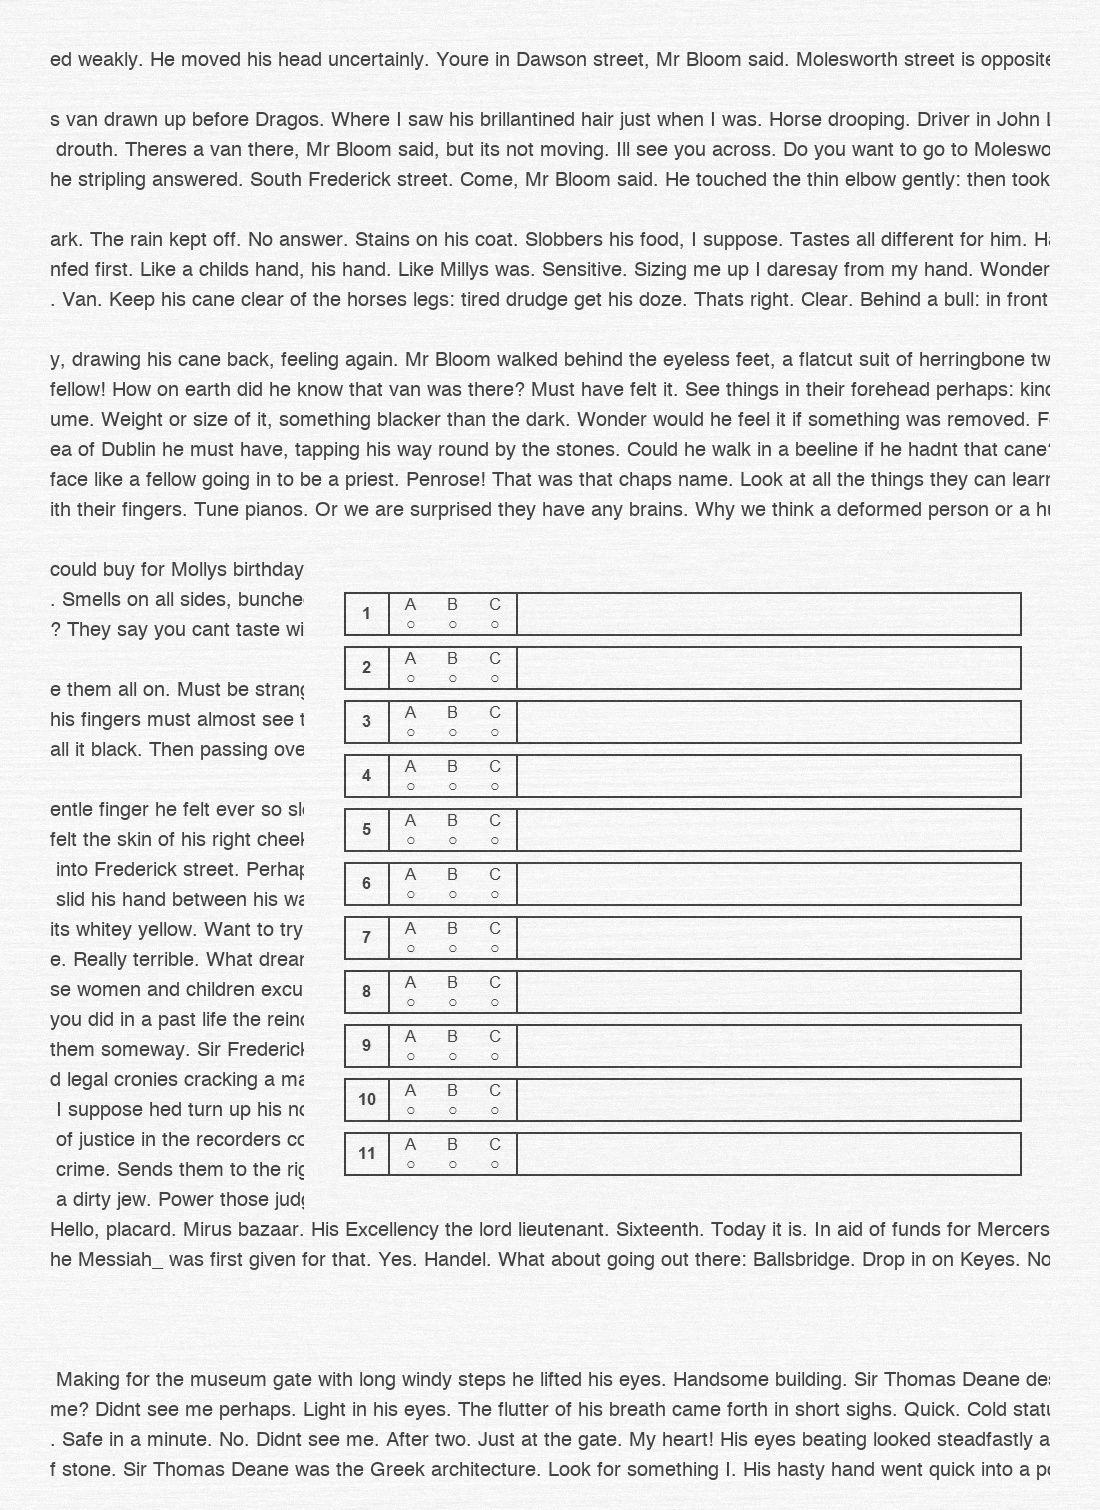 ed weakly. He moved his head uncertainly. Youre in Dawson street, Mr Bloom said. Molesworth street is opposite
s van drawn up before Dragos. Where I saw his brillantined hair just when I was. Horse drooping. Driver in John
drouth. Theres a van there, Mr Bloom said, but its not moving. Ill see you across. Do you want to go to Moleswo
he stripling answered. South Frederick street. Come, Mr Bloom said. He touched the thin elbow gently: then took
ark. The rain kept off. No answer. Stains on his coat. Slobbers his food, I suppose. Tastes all different for him.
nfed first. Like a childs hand, his hand. Like Millys was. Sensitive. Sizing me up I daresay from my hand. Wonder
. Van. Keep his cane clear of the horses legs: tired drudge get his doze. Thats right. Clear. Behind a bull: in front
y, drawing his cane back, feeling again. Mr Bloom walked behind the eyeless feet, a flatcut suit of herringbone tw
fellow! How on earth did he know that van was there? Must have felt it. See things in their forehead perhaps: kind
ume. Weight or size of it, something blacker than the dark. Wonder would he feel it if something was removed. F
ea of Dublin he must have, tapping his way round by the stones. Could he walk in a beeline if he hadnt that cane?
face like a fellow going in to be a priest. Penrose! That was that chaps name. Look at all the things they can learn
ith their fingers. Tune pianos. Or we are surprised they have any brains. Why we think a deformed person or a hu
could buy for Mollys birthday
. Smells on all sides, bunche
? They say you cant taste wi
e them all on. Must be strang
his fingers must almost see t
all it black. Then passing ove
entle finger he felt ever so sl
felt the skin of his right cheek
into Frederick street. Perhap
slid his hand between his wa
its whitey yellow. Want to try
e. Really terrible. What drear
se women and children excu
you did in a past life the reinc
them someway. Sir Frederick
d legal cronies cracking a ma
I suppose hed turn up his no
of justice in the recorders co
crime. Sends them to the rig
a dirty jew. Power those judg
1 A B C
2 A B C
3 A B C
4 A B C
5 A B C
6 A B C
7 A B C
8 A B C
9 A B C
10 A B C
11 A B C
Hello, placard. Mirus bazaar. His Excellency the lord lieutenant. Sixteenth. Today it is. In aid of funds for Mercers
he Messiah_ was first given for that. Yes. Handel. What about going out there: Ballsbridge. Drop in on Keyes. No
Making for the museum gate with long windy steps he lifted his eyes. Handsome building. Sir Thomas Deane des
me? Didnt see me perhaps. Light in his eyes. The flutter of his breath came forth in short sighs. Quick. Cold statu
. Safe in a minute. No. Didnt see me. After two. Just at the gate. My heart! His eyes beating looked steadfastly a
f stone. Sir Thomas Deane was the Greek architecture. Look for something I. His hasty hand went quick into a po